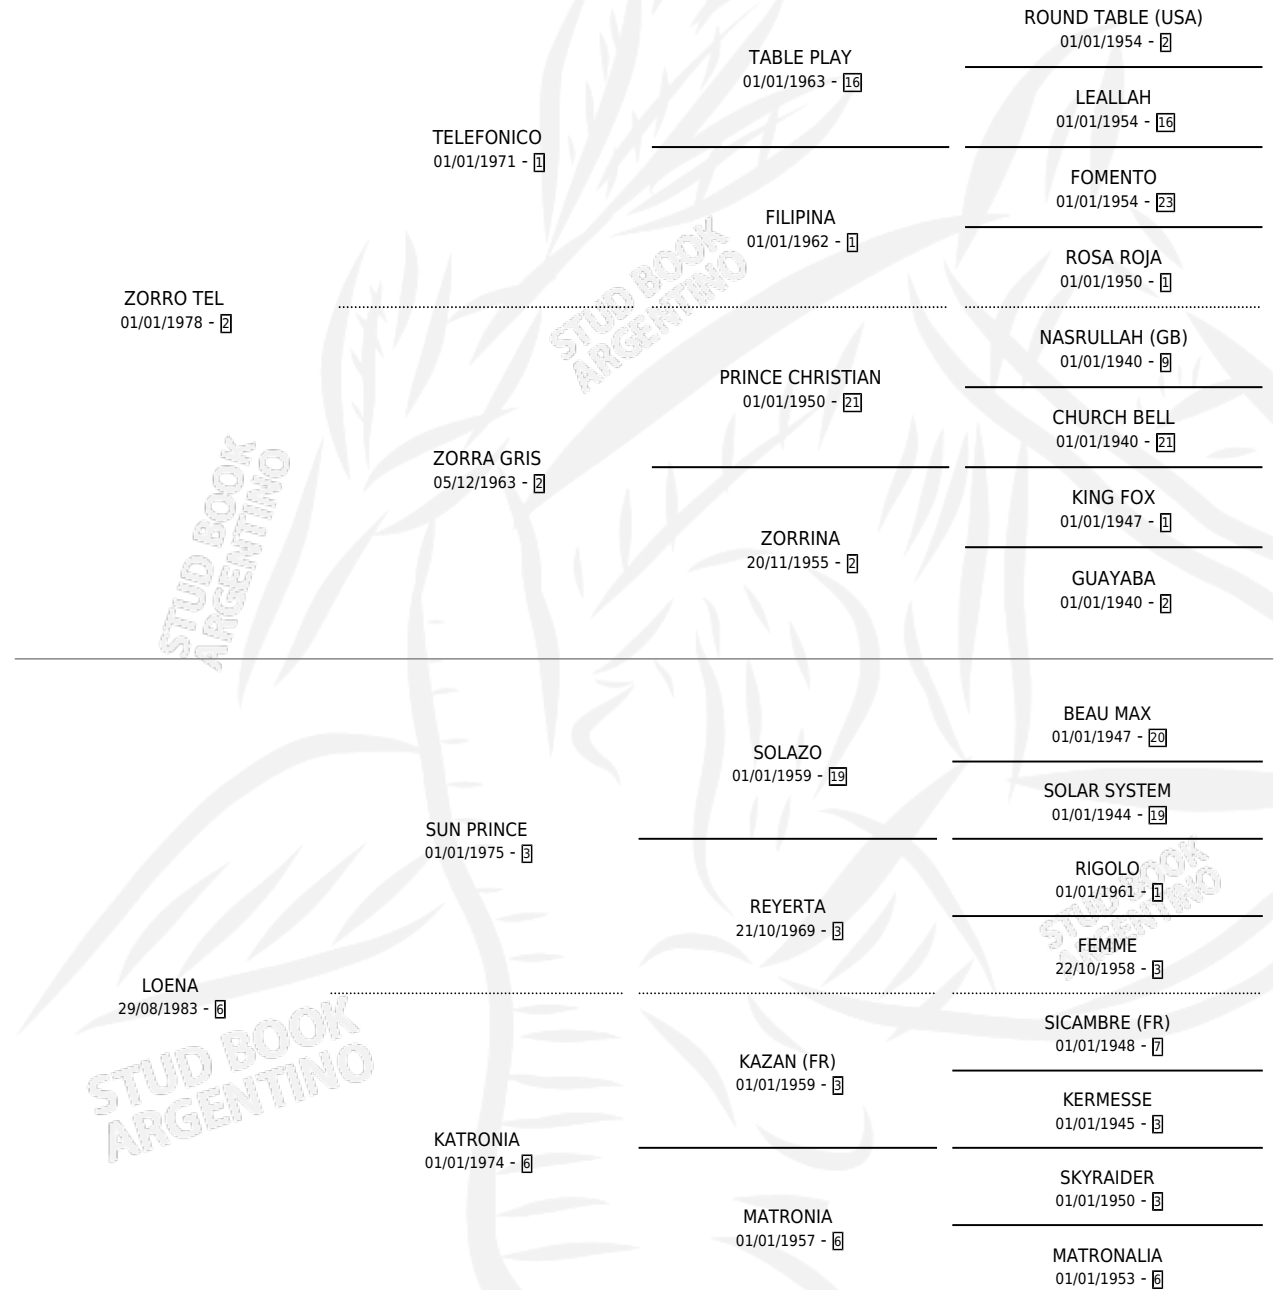 ROUND TABLE (USA)
01/01/1954 - 2
TABLE PLAY
01/01/1963 - 16
LEALLAH
01/01/1954 - 16
TELEFONICO
01/01/1971 - 1
FOMENTO
01/01/1954 - 23
FILIPINA
01/01/1962 - 1
ROSA ROJA
01/01/1950 - 1
ZORRO TEL
01/01/1978 - 2
NASRULLAH (GB)
01/01/1940 - 9
PRINCE CHRISTIAN
01/01/1950 - 21
CHURCH BELL
01/01/1940 - 21
ZORRA GRIS
05/12/1963 - 2
KING FOX
01/01/1947 - 1
ZORRINA
20/11/1955 - 2
GUAYABA
01/01/1940 - 2
BEAU MAX
01/01/1947 - 20
SOLAZO
01/01/1959 - 19
SOLAR SYSTEM
01/01/1944 - 19
SUN PRINCE
01/01/1975 - 3
RIGOLO
01/01/1961 - 1
REYERTA
21/10/1969 - 3
FEMME
22/10/1958 - 3
LOENA
29/08/1983 - 6
SICAMBRE (FR)
01/01/1948 - 7
KAZAN (FR)
01/01/1959 - 3
KERMESSE
01/01/1945 - 3
KATRONIA
01/01/1974 - 6
SKYRAIDER
01/01/1950 - 3
MATRONIA
01/01/1957 - 6
MATRONALIA
01/01/1953 - 6
STUD BOOK
ARGENTINO
STUD BOOK
ARGENTINO
STUD BOOK
ARGENTINO
STUD BOOK
ARGENTINO